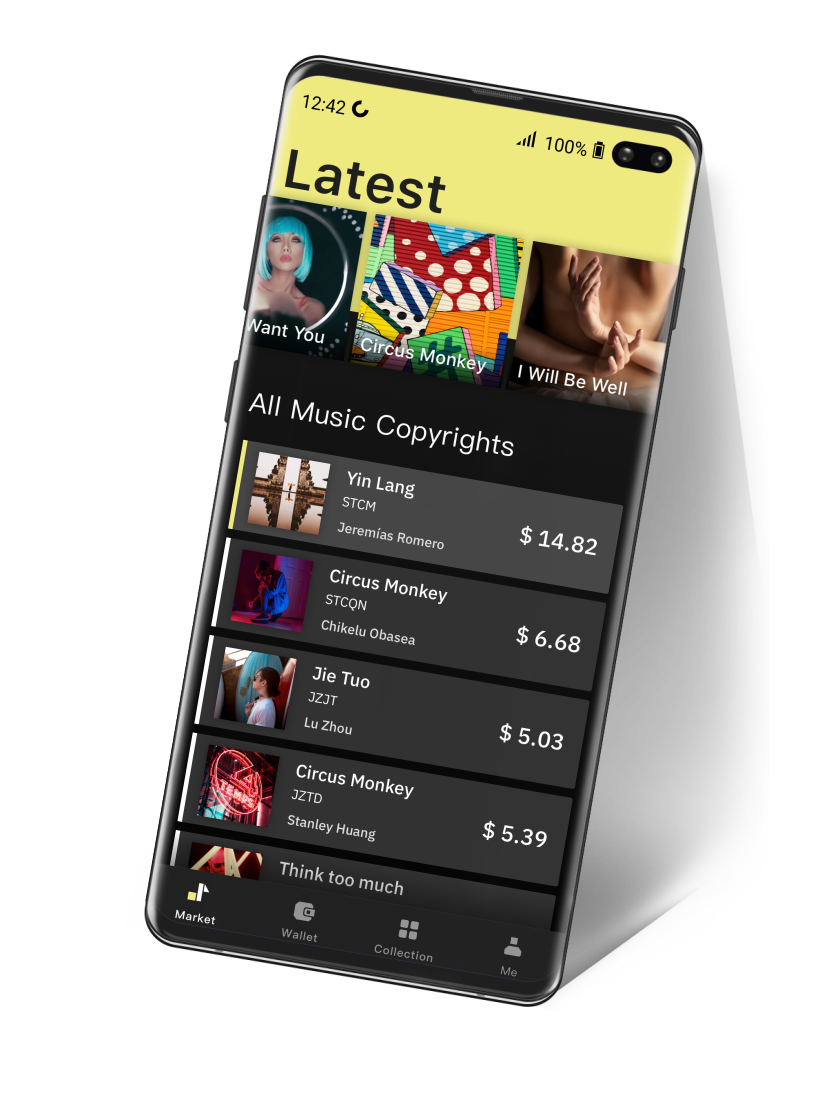 12:42
100%
Latest
Want You
Circus Monkey
I Will Be Well
All Music Copyrights
Yin Lang
STCM
Jeremías Romero
$ 14.82
Circus Monkey
STCQN
Chikelu Obasea
$ 6.68
Jie Tuo
JZJT
Lu Zhou
$ 5.03
Circus Monkey
JZTD
Stanley Huang
$ 5.39
Think too much
Market
Wallet
Collection
Me